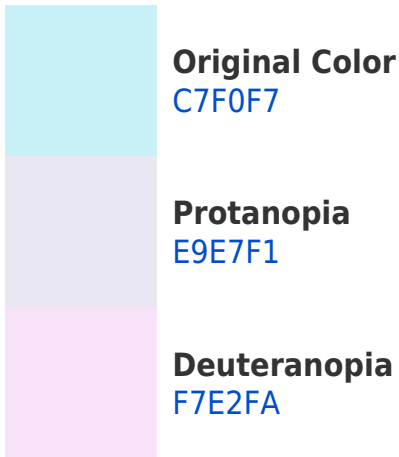 Original Color
C7F0F7
Protanopia
E9E7F1
Deuteranopia
F7E2FA